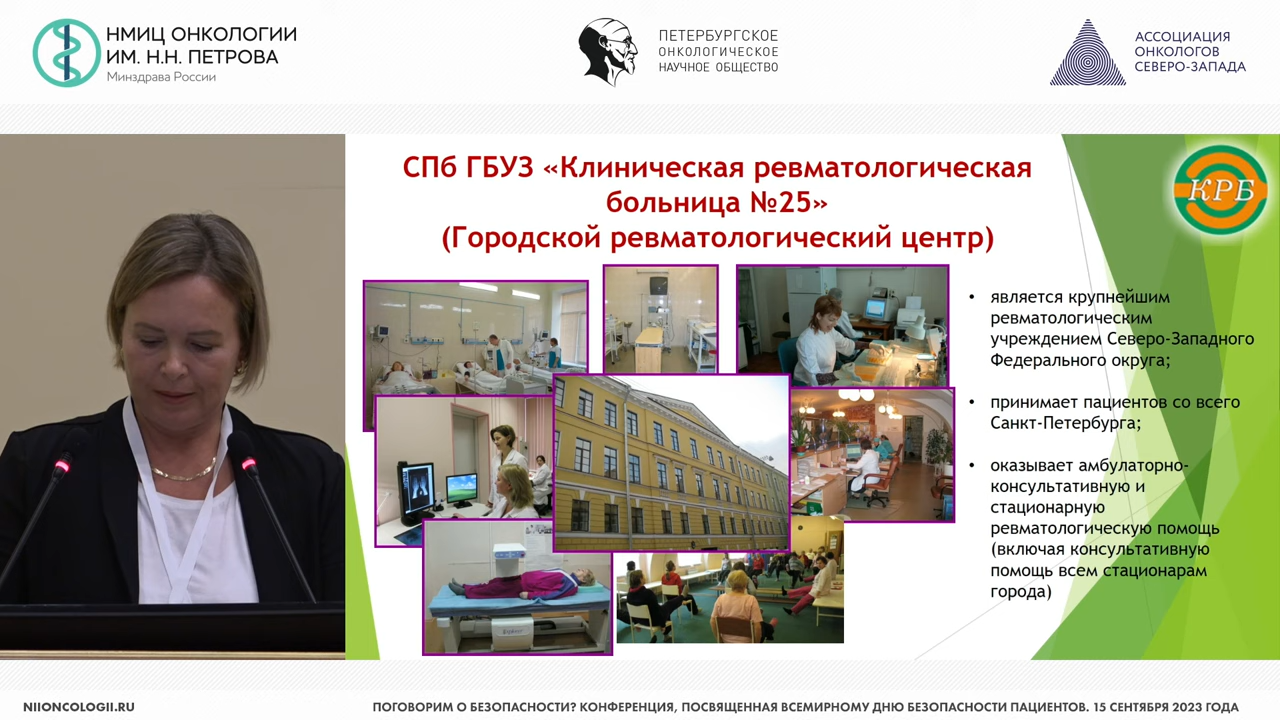 НМИЦ ОНКОЛОГИИ
ИМ. Н.Н. ПЕТРОВА
Минздрава России
ПЕТЕРБУРГСКОЕ
ОНКОЛОГИЧЕСКОЕ
НАУЧНОЕ ОБЩЕСТВО
АССОЦИАЦИЯ
ОНКОЛОГОВ
СЕВЕРО-ЗАПАДА
СПб ГБУЗ «Клиническая ревматологическая
больница №25»
(Городской ревматологический центр)
КРБ
• является крупнейшим
ревматологическим
учреждением Северо-Западного
Федерального округа;
• принимает пациентов со всего
Санкт-Петербурга;
• оказывает амбулаторно-
консультативную и
стационарную
ревматологическую помощь
(включая консультативную
помощь всем стационарам
города)
NIIONCOLOGII.RU
ПОГОВОРИМ О БЕЗОПАСНОСТИ? КОНФЕРЕНЦИЯ, ПОСВЯЩЕННАЯ ВСЕМИРНОМУ ДНЮ БЕЗОПАСНОСТИ ПАЦИЕНТОВ. 15 СЕНТЯБРЯ 2023 ГОДА